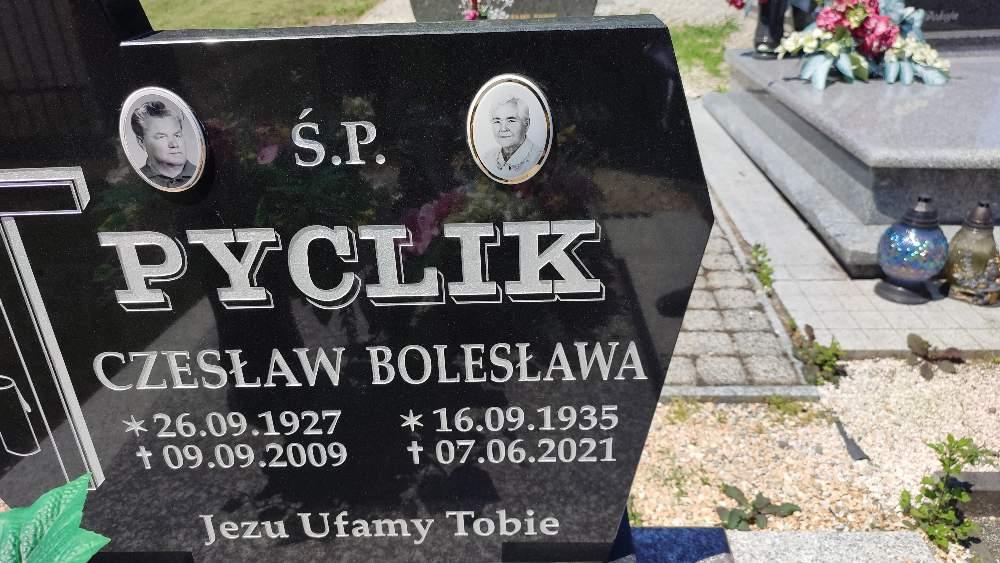 Ś.P.
PYCLIK
CZESŁAW BOLESŁAWA
* 26.09.1927 * 16.09.1935
† 09.09.2009 † 07.06.2021
Jezu Ufamy Tobie